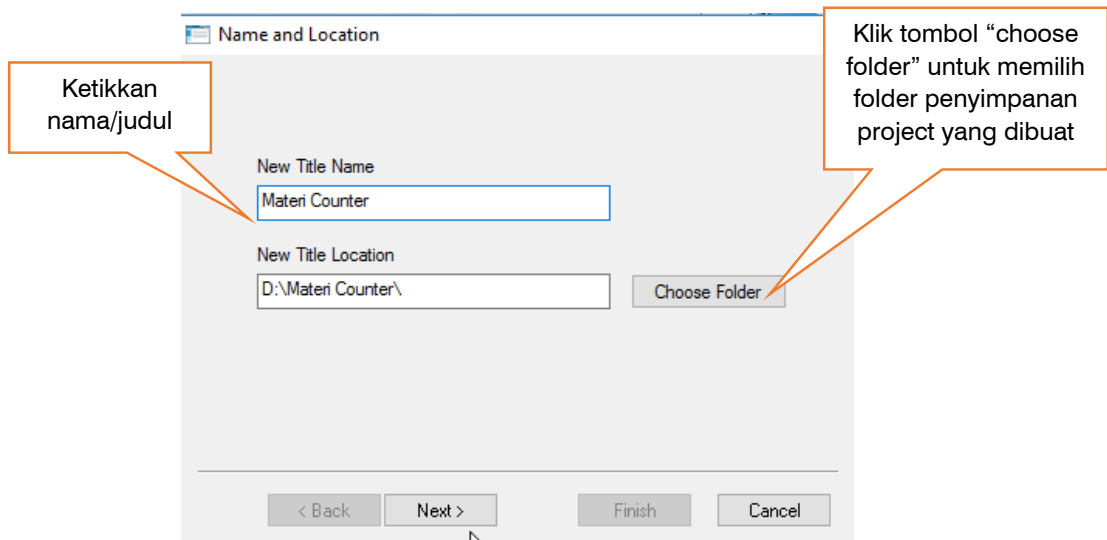 Name and Location
Klik tombol “choose
folder” untuk memilih
folder penyimpanan
project yang dibuat
Ketikkan
nama/judul
New Title Name
Materi Counter
New Title Location
D:\Materi Counter\
Choose Folder
< Back
Next >
Finish
Cancel